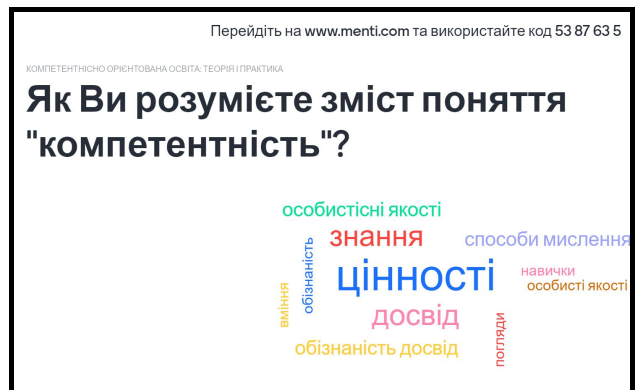 Перейдіть на www.menti.com та використайте код 53 87 63 5
КОМПЕТЕНТНІСНО ОРІЄНТОВАНА ОСВІТА: ТЕОРІЯ І ПРАКТИКА
Як Ви розумієте зміст поняття
"компетентність"?
особистісні якості
знання
способи мислення
обізнаність
цінності
навички
особисті якості
вміння
досвід
погляди
обізнаність досвід